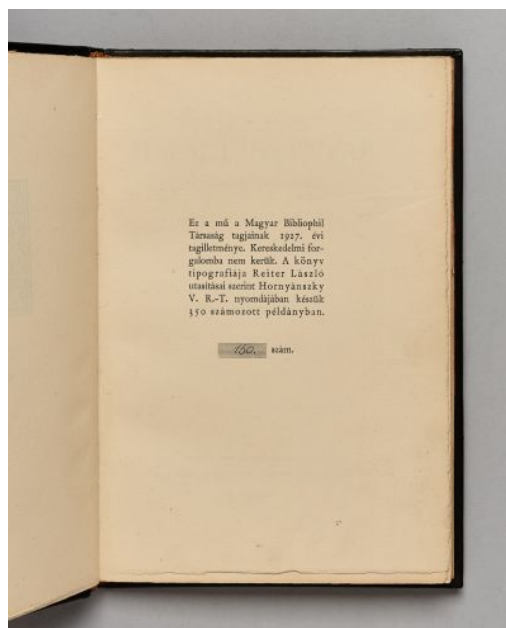 Ez a mű a Magyar Bibliophil
Társaság tagjainak 1927. évi
tagilletménye. Kereskedelmi for-
galomba nem kerül. A könyv
tipografiája Reiter László
utasításai szerint Hornyánszky
V. R.-T. nyomdájában készült
350 számozott példányban.
160. szám.